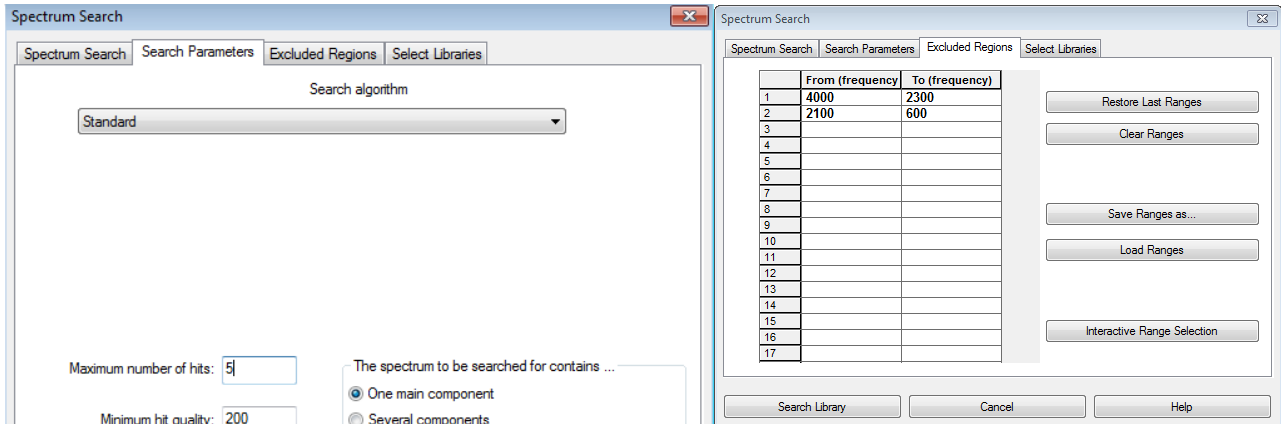 Spectrum Search
Spectrum Search Search Parameters Excluded Regions Select Libraries
Search algorithm
Standard
Maximum number of hits: 5
Minimum hit quality: 200
The spectrum to be searched for contains ...
One main component
Several components
Spectrum Search
Spectrum Search Search Parameters Excluded Regions Select Libraries
From (frequency To (frequency)
1 4000 2300
2 2100 600
3
4
5
6
7
8
9
10
11
12
13
14
15
16
17
Restore Last Ranges
Clear Ranges
Save Ranges as...
Load Ranges
Interactive Range Selection
Search Library Cancel Help